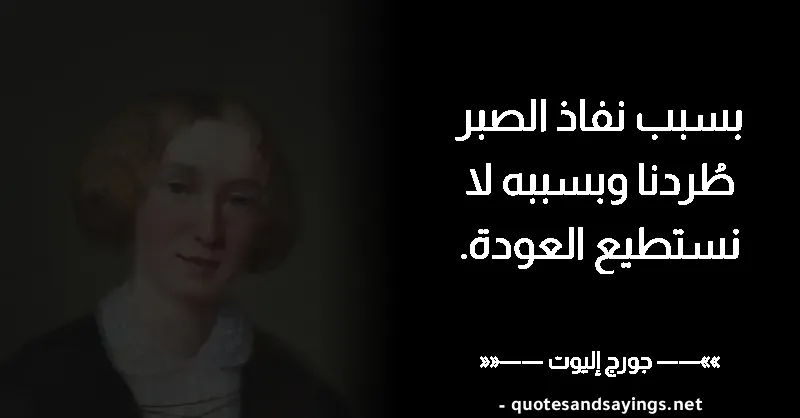 بسبب نفاذ الصبر
طُردنا وبسببه لا
نستطيع العودة.
»»—— جورج إليوت ——««
- quotesandsayings.net